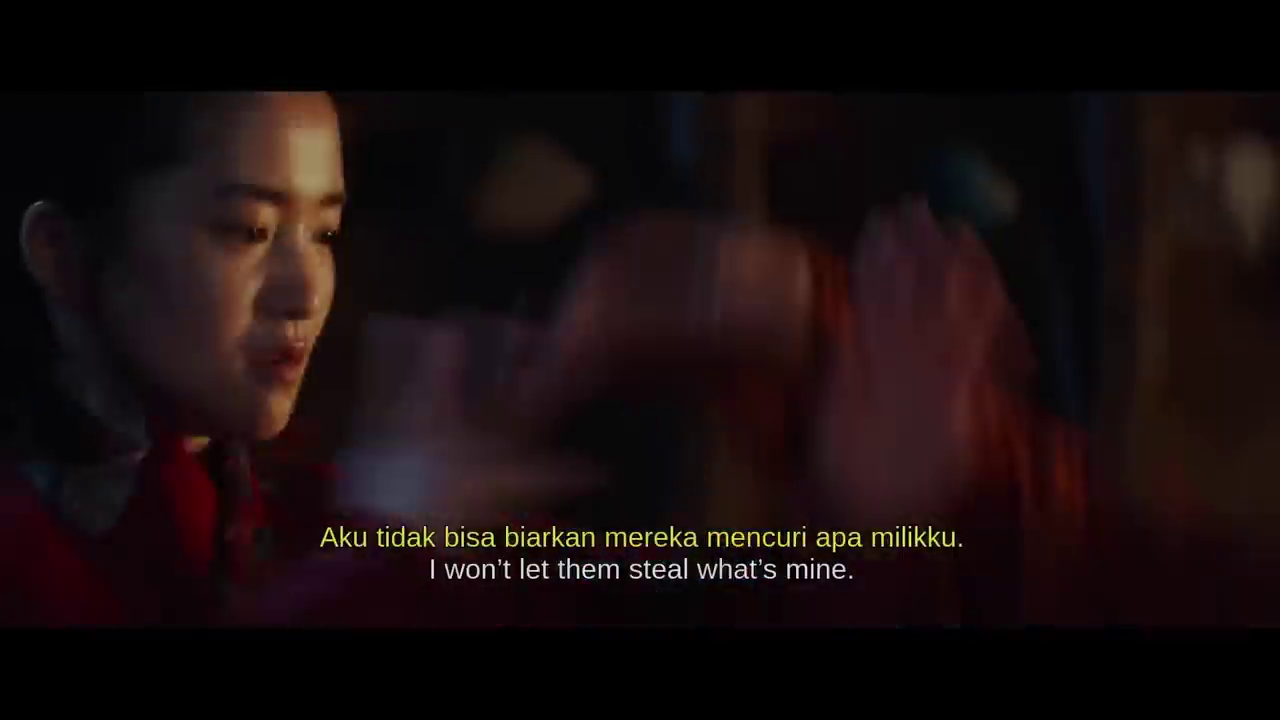 Aku tidak bisa biarkan mereka mencuri apa milikku.
I won’t let them steal what’s mine.